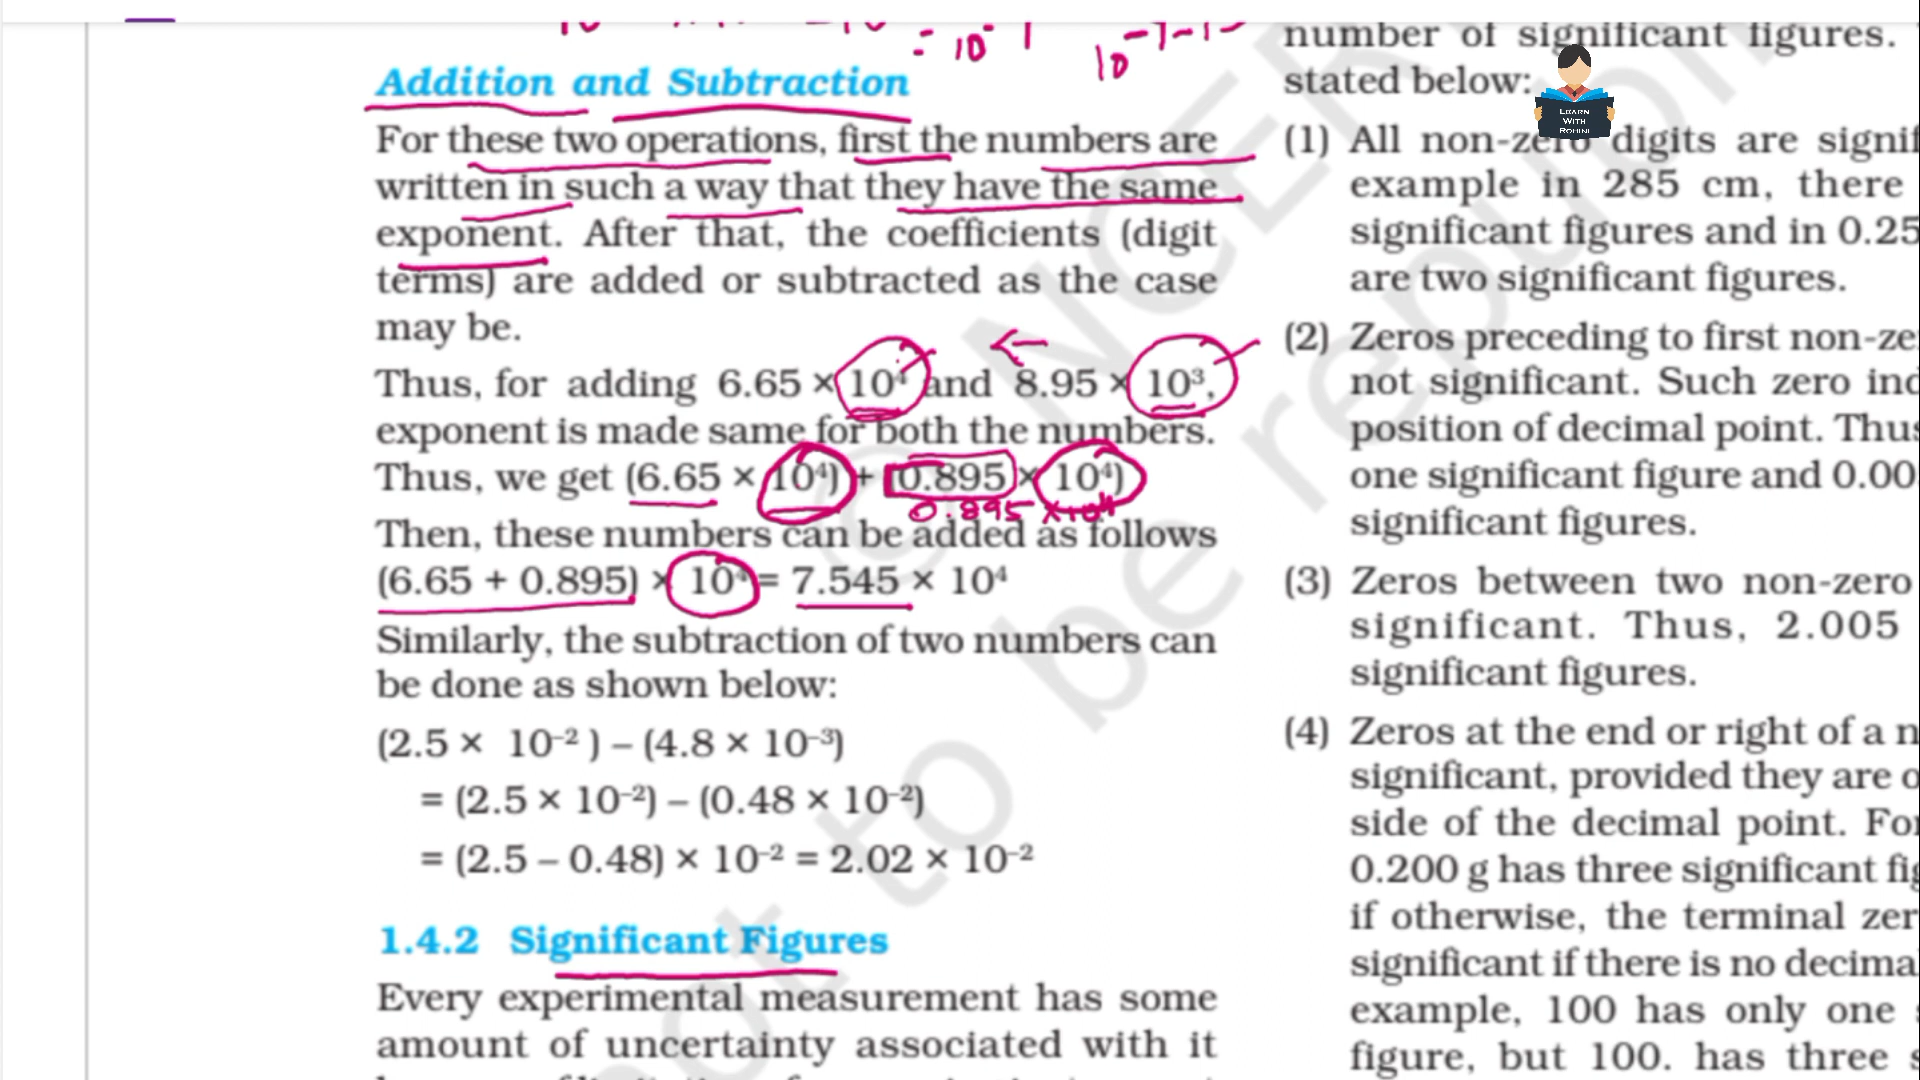 Addition and Subtraction
For these two operations, first the numbers are
written in such a way that they have the same
exponent. After that, the coefficients (digit
terms) are added or subtracted as the case
may be.
Thus, for adding 6.65 × 10⁴ and 8.95 × 10³,
exponent is made same for both the numbers.
Thus, we get (6.65 × 10⁴) + (0.895 × 10⁴)
0.895 × 10⁴
Then, these numbers can be added as follows
(6.65 + 0.895) × 10⁴ = 7.545 × 10⁴
Similarly, the subtraction of two numbers can
be done as shown below:
(2.5 × 10⁻²) – (4.8 × 10⁻³)
= (2.5 × 10⁻²) – (0.48 × 10⁻²)
= (2.5 – 0.48) × 10⁻² = 2.02 × 10⁻²
1.4.2 Significant Figures
Every experimental measurement has some
amount of uncertainty associated with it
number of significant figures.
stated below:
LEARN
WITH
ROHINI
(1) All non-zero digits are
example in 285 cm, there
significant figures and in
are two significant figures.
(2) Zeros preceding to first
not significant. Such zero
position of decimal point. Thus
one significant figure and
significant figures.
(3) Zeros between two non-zero
significant. Thus, 2.005
significant figures.
(4) Zeros at the end or right of a
significant, provided they are
side of the decimal point.
0.200 g has three significant
if otherwise, the terminal
significant if there is no
example, 100 has only one
figure, but 100. has three
© NCERT
not to be